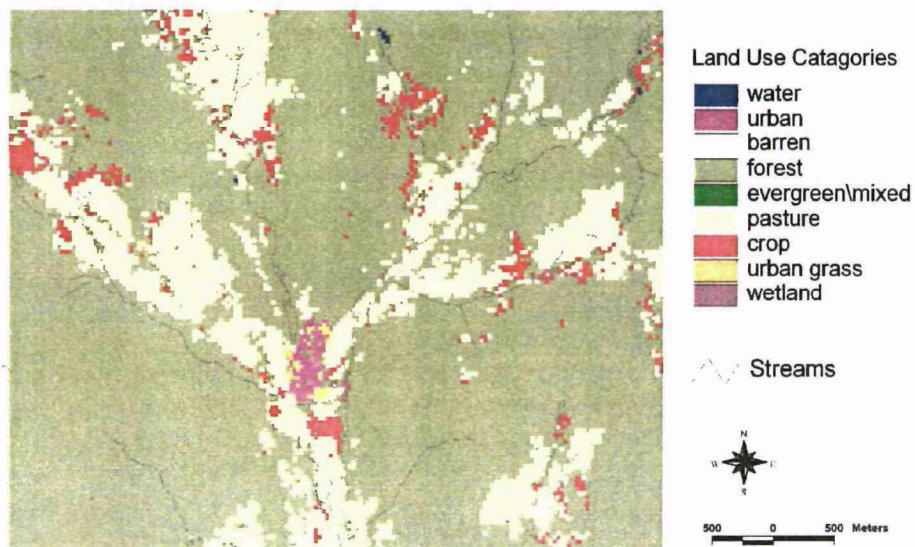 Land Use Catagories
water
urban
barren
forest
evergreen\mixed
pasture
crop
urban grass
wetland
Streams
N
W E
S
500 0 500 Meters